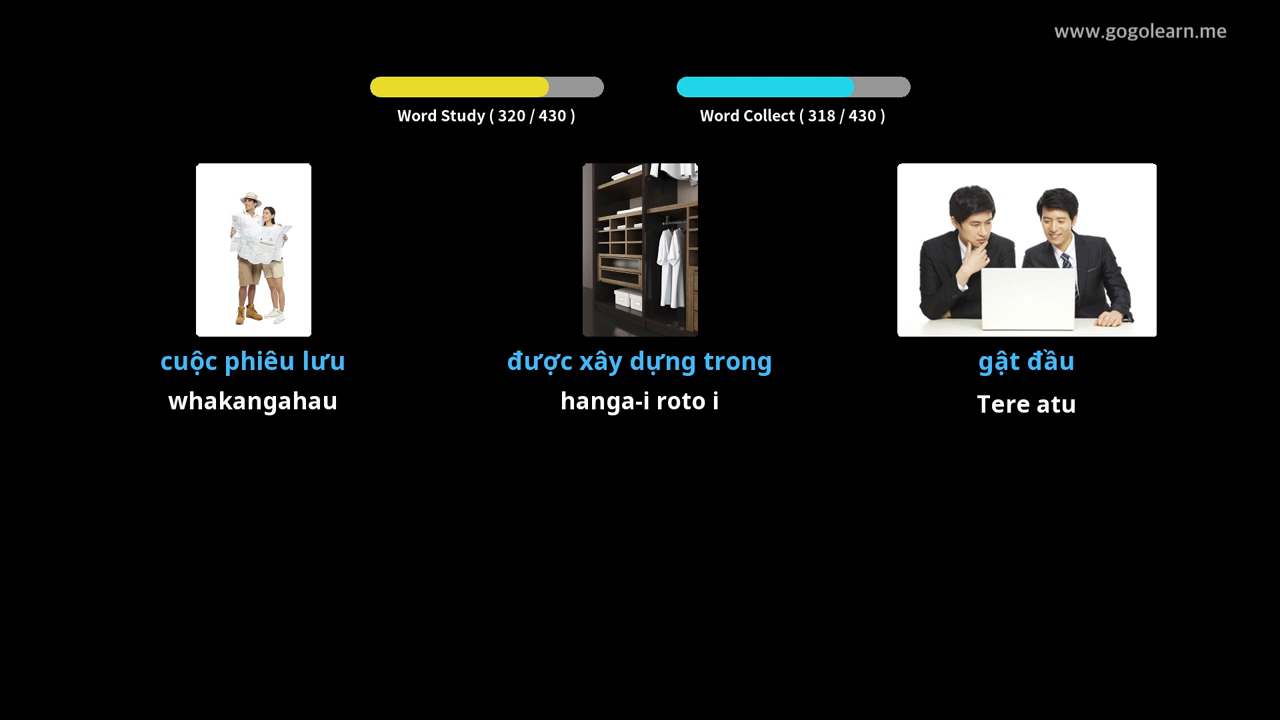 www.gogolearn.me
Word Study ( 320 / 430 )
Word Collect ( 318 / 430 )
cuộc phiêu lưu
whakangahau
được xây dựng trong
hanga-i roto i
gật đầu
Tere atu